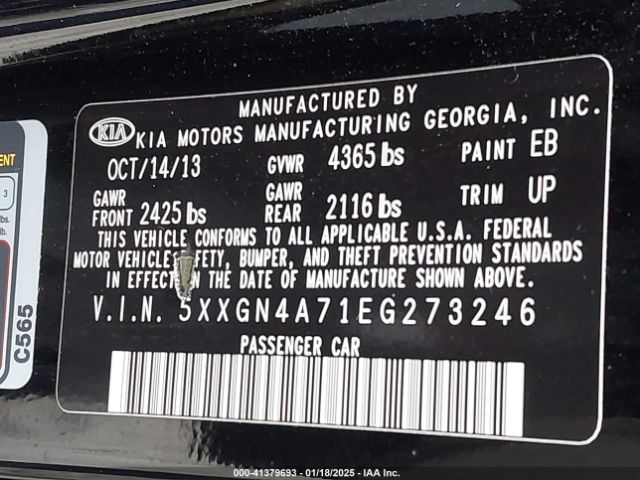 MANUFACTURED BY
KIA KIA MOTORS MANUFACTURING GEORGIA, INC.
OCT/14/13 GVWR 4365 lbs PAINT EB
GAWR FRONT 2425 lbs GAWR REAR 2116 lbs TRIM UP
THIS VEHICLE CONFORMS TO ALL APPLICABLE U.S.A. FEDERAL
MOTOR VEHICLE SAFETY, BUMPER, AND THEFT PREVENTION STANDARDS
IN EFFECT ON THE DATE OF MANUFACTURE SHOWN ABOVE.
V.I.N. 5XXGN4A71EG273246
PASSENGER CAR
C565
3
lbs.
000-41379693 – 01/18/2025 – IAA Inc.